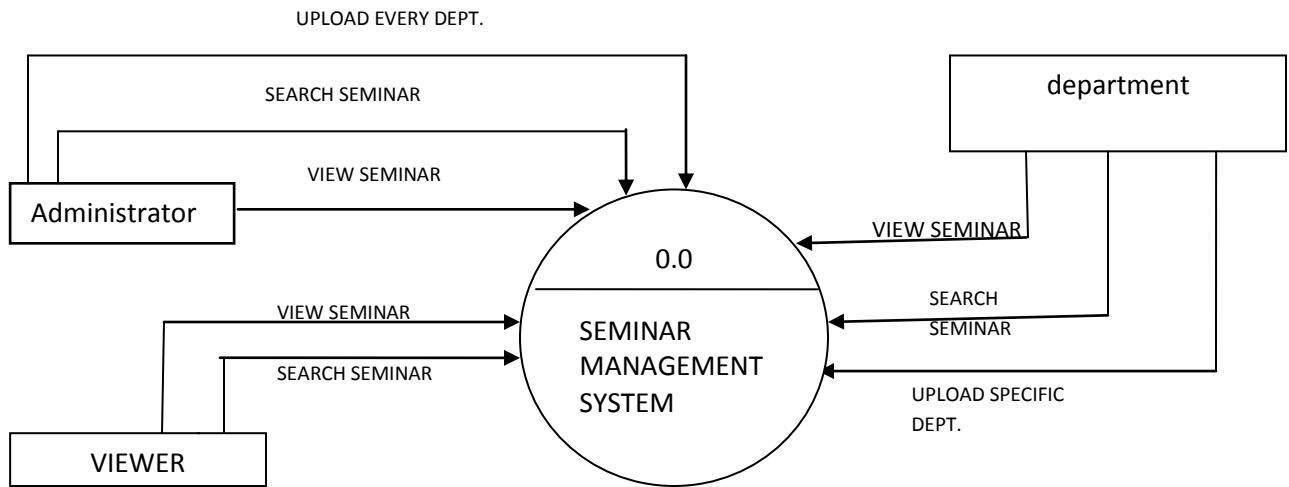 UPLOAD EVERY DEPT.
SEARCH SEMINAR
VIEW SEMINAR
Administrator
department
0.0
SEMINAR
MANAGEMENT
SYSTEM
VIEW SEMINAR
SEARCH
SEMINAR
UPLOAD SPECIFIC
DEPT.
VIEW SEMINAR
SEARCH SEMINAR
VIEWER